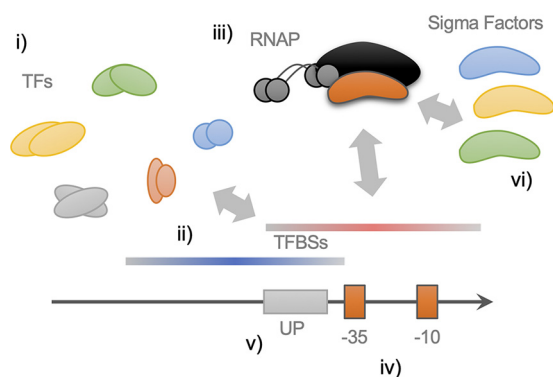 i)
TFs
iii)
RNAP
Sigma Factors
vi)
ii)
TFBSs
v)
UP
-35
-10
iv)